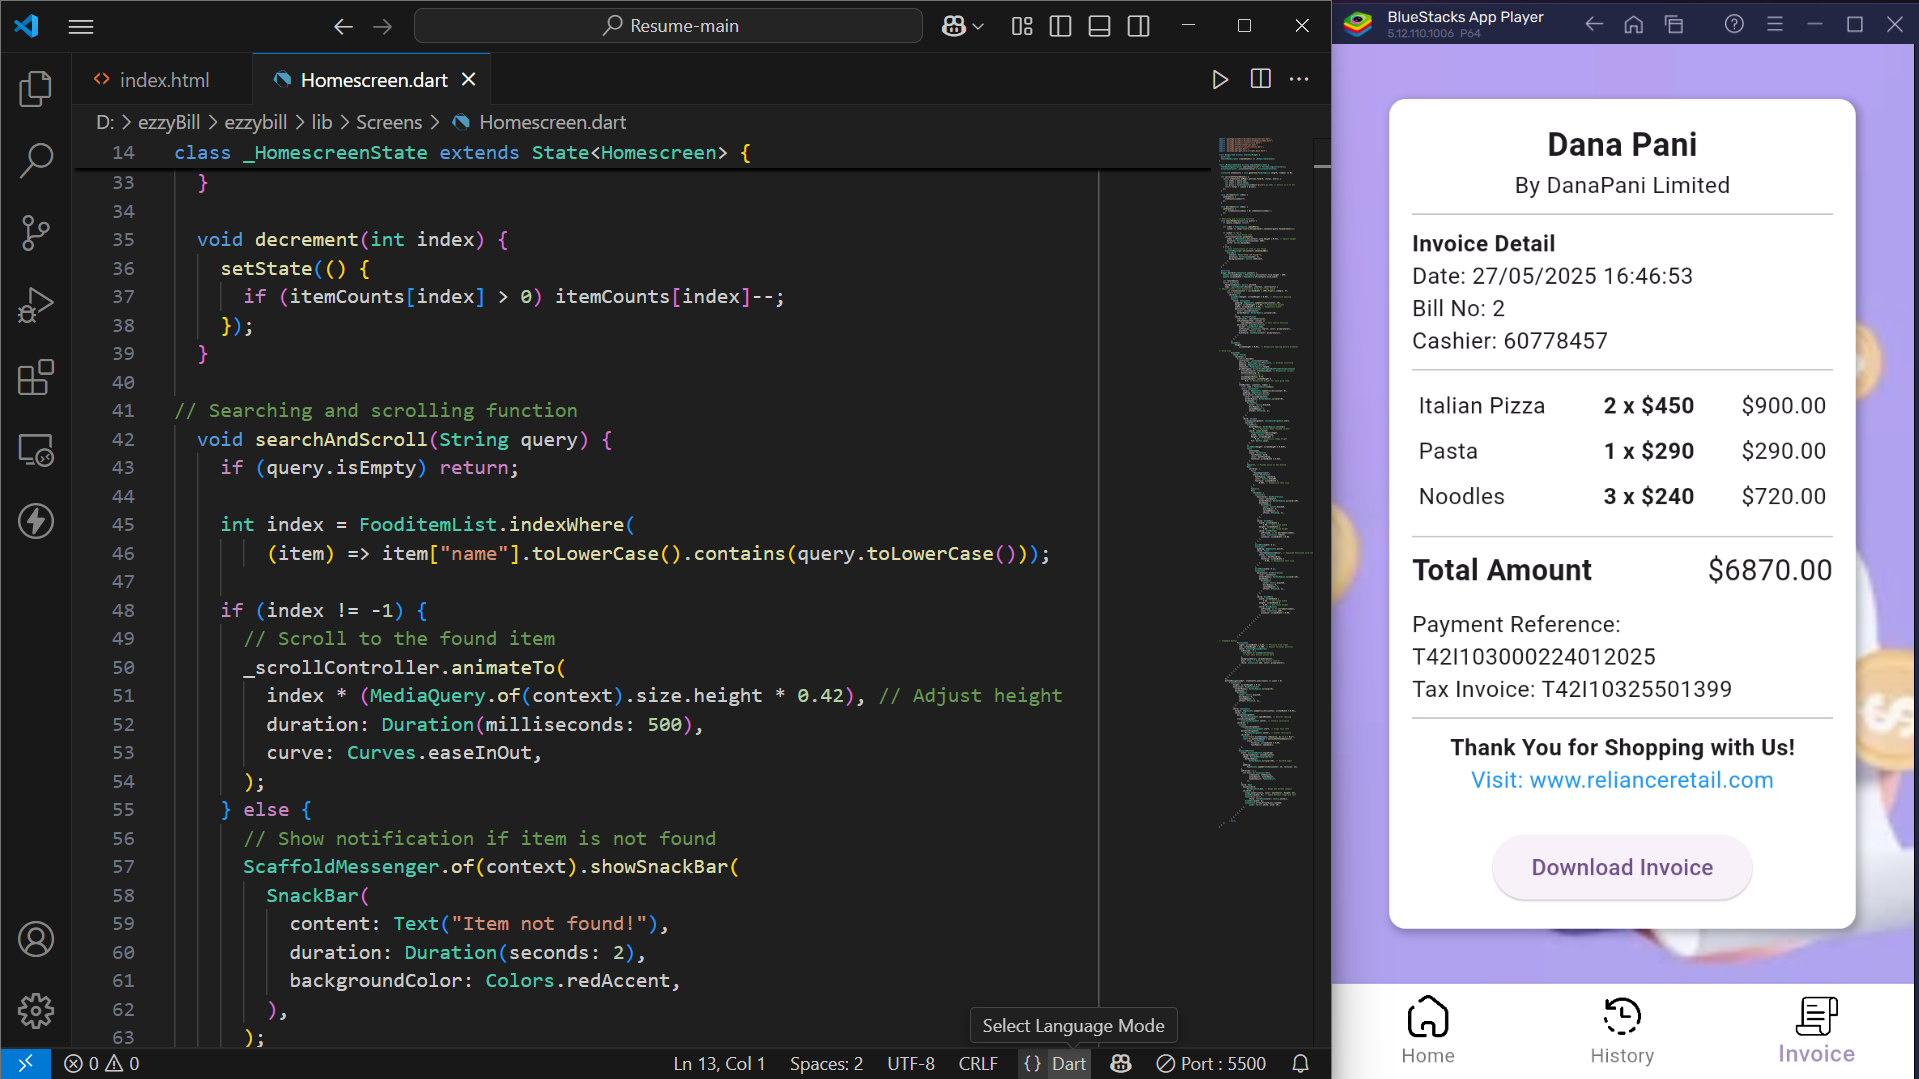 Resume-main
index.html
Homescreen.dart
D: > ezzyBill > ezzybill > lib > Screens > Homescreen.dart
14 class _HomescreenState extends State<Homescreen> {
33 }
34
35 void decrement(int index) {
36 setState(() {
37 if (itemCounts[index] > 0) itemCounts[index]--;
38 });
39 }
40
41 // Searching and scrolling function
42 void searchAndScroll(String query) {
43 if (query.isEmpty) return;
44
45 int index = FooditemList.indexWhere(
46 (item) => item["name"].toLowerCase().contains(query.toLowerCase()));
47
48 if (index != -1) {
49 // Scroll to the found item
50 _scrollController.animateTo(
51 index * (MediaQuery.of(context).size.height * 0.42), // Adjust height
52 duration: Duration(milliseconds: 500),
53 curve: Curves.easeInOut,
54 );
55 } else {
56 // Show notification if item is not found
57 ScaffoldMessenger.of(context).showSnackBar(
58 SnackBar(
59 content: Text("Item not found!"),
60 duration: Duration(seconds: 2),
61 backgroundColor: Colors.redAccent,
62 ),
63 );
Select Language Mode
0 0
Ln 13, Col 1
Spaces: 2
UTF-8
CRLF
{ } Dart
Port : 5500
BlueStacks App Player
5.12.110.1006 P64
Dana Pani
By DanaPani Limited
Invoice Detail
Date: 27/05/2025 16:46:53
Bill No: 2
Cashier: 60778457
Italian Pizza 2 x $450 $900.00
Pasta 1 x $290 $290.00
Noodles 3 x $240 $720.00
Total Amount $6870.00
Payment Reference:
T42I103000224012025
Tax Invoice: T42I10325501399
Thank You for Shopping with Us!
Visit: www.relianceretail.com
Download Invoice
Home
History
Invoice